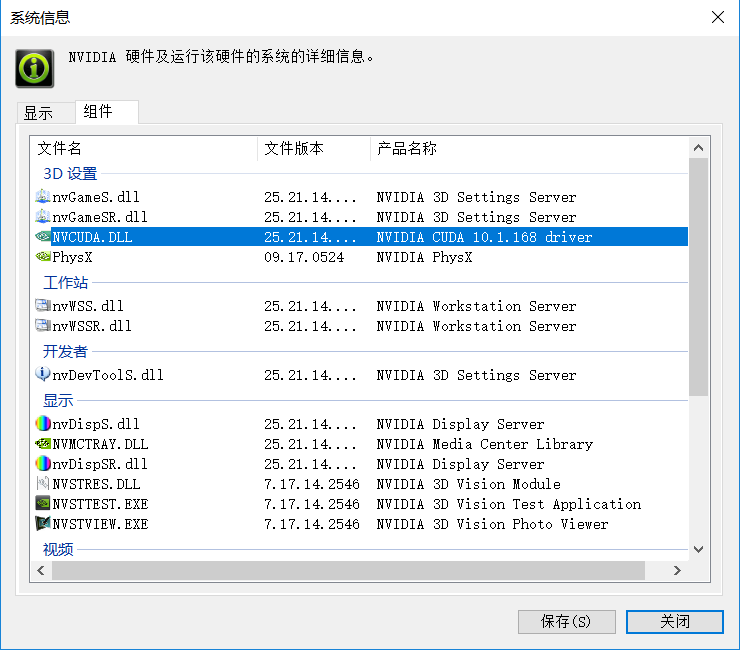 系统信息
NVIDIA 硬件及运行该硬件的系统的详细信息。
显示 组件
文件名 文件版本 产品名称
3D 设置
nvGameS.dll 25.21.14.... NVIDIA 3D Settings Server
nvGameSR.dll 25.21.14.... NVIDIA 3D Settings Server
NVCUDA.DLL 25.21.14.... NVIDIA CUDA 10.1.168 driver
PhysX 09.17.0524 NVIDIA PhysX
工作站
nvWSS.dll 25.21.14.... NVIDIA Workstation Server
nvWSSR.dll 25.21.14.... NVIDIA Workstation Server
开发者
nvDevToolS.dll 25.21.14.... NVIDIA 3D Settings Server
显示
nvDispS.dll 25.21.14.... NVIDIA Display Server
NVMCTRAY.DLL 25.21.14.... NVIDIA Media Center Library
nvDispSR.dll 25.21.14.... NVIDIA Display Server
NVSTRES.DLL 7.17.14.2546 NVIDIA 3D Vision Module
NVSTTEST.EXE 7.17.14.2546 NVIDIA 3D Vision Test Application
NVSTVIEW.EXE 7.17.14.2546 NVIDIA 3D Vision Photo Viewer
视频
保存(S) 关闭